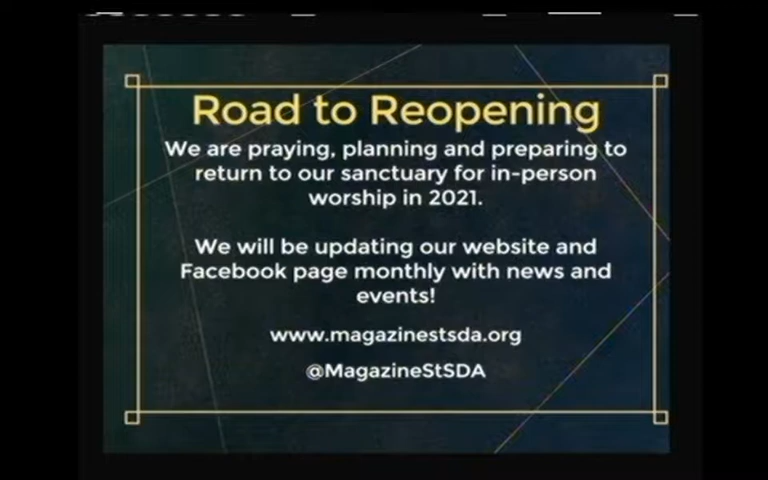 Road to Reopening
We are praying, planning and preparing to
return to our sanctuary for in-person
worship in 2021.
We will be updating our website and
Facebook page monthly with news and
events!
www.magazinestsda.org
@MagazineStSDA